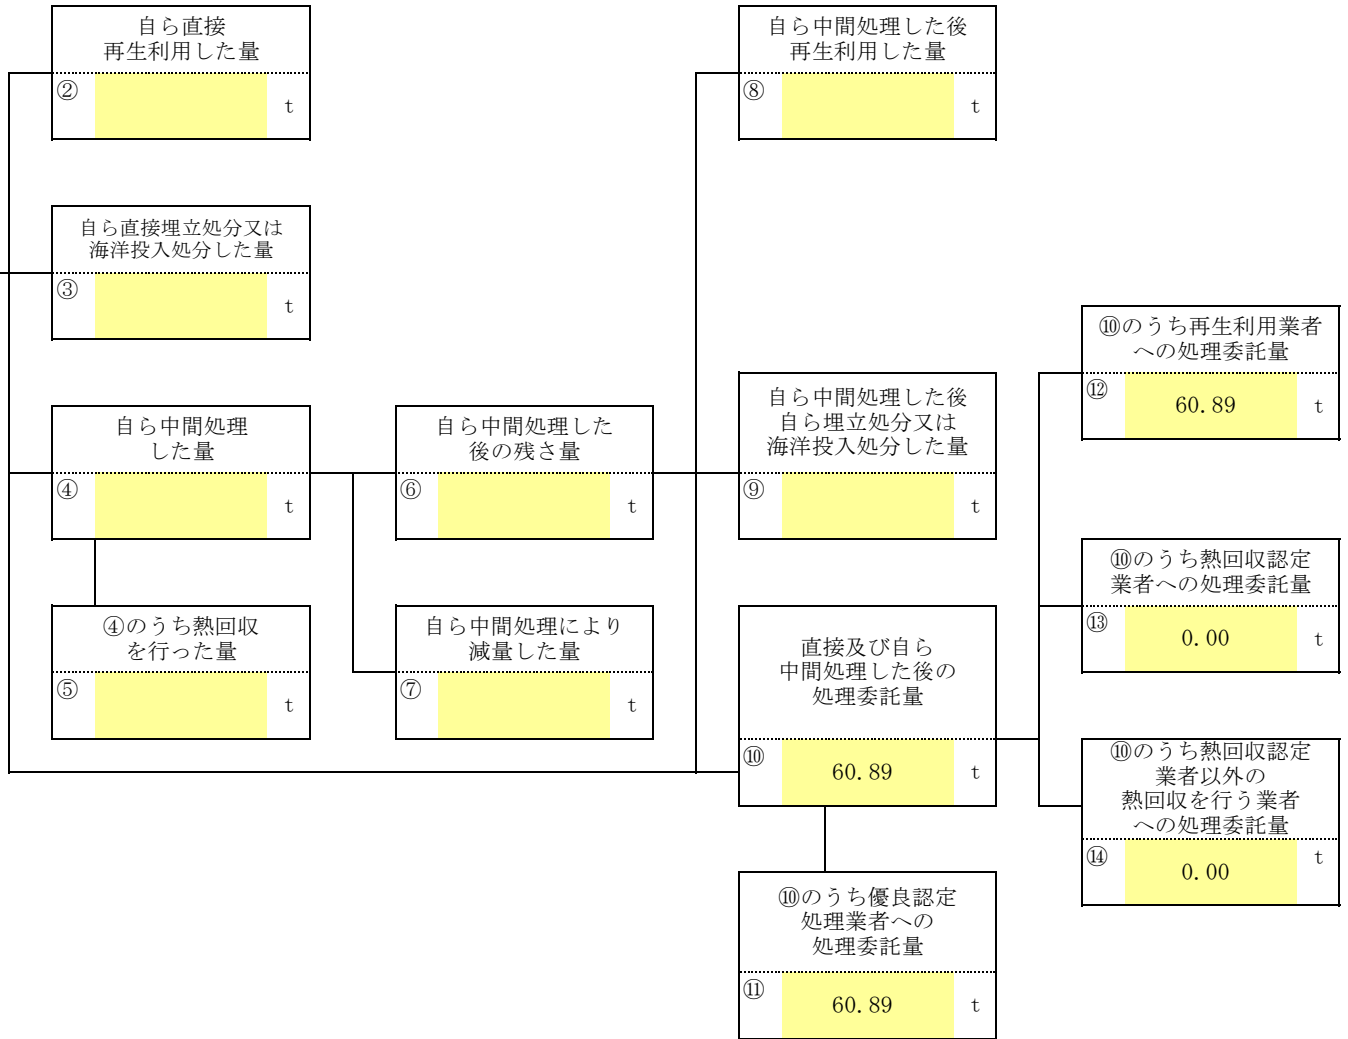 自ら直接
再生利用した量
②
t
自ら中間処理した後
再生利用した量
⑧
t
自ら直接埋立処分又は
海洋投入処分した量
③
t
⑩のうち再生利用業者
への処理委託量
⑫
60.89
t
自ら中間処理
した量
④
t
自ら中間処理した
後の残さ量
⑥
t
自ら中間処理した後
自ら埋立処分又は
海洋投入処分した量
⑨
t
⑩のうち熱回収認定
業者への処理委託量
⑬
0.00
t
④のうち熱回収
を行った量
⑤
t
自ら中間処理により
減量した量
⑦
t
直接及び自ら
中間処理した後の
処理委託量
⑩
60.89
t
⑩のうち熱回収認定
業者以外の
熱回収を行う業者
への処理委託量
⑭
0.00
t
⑩のうち優良認定
処理業者への
処理委託量
⑪
60.89
t